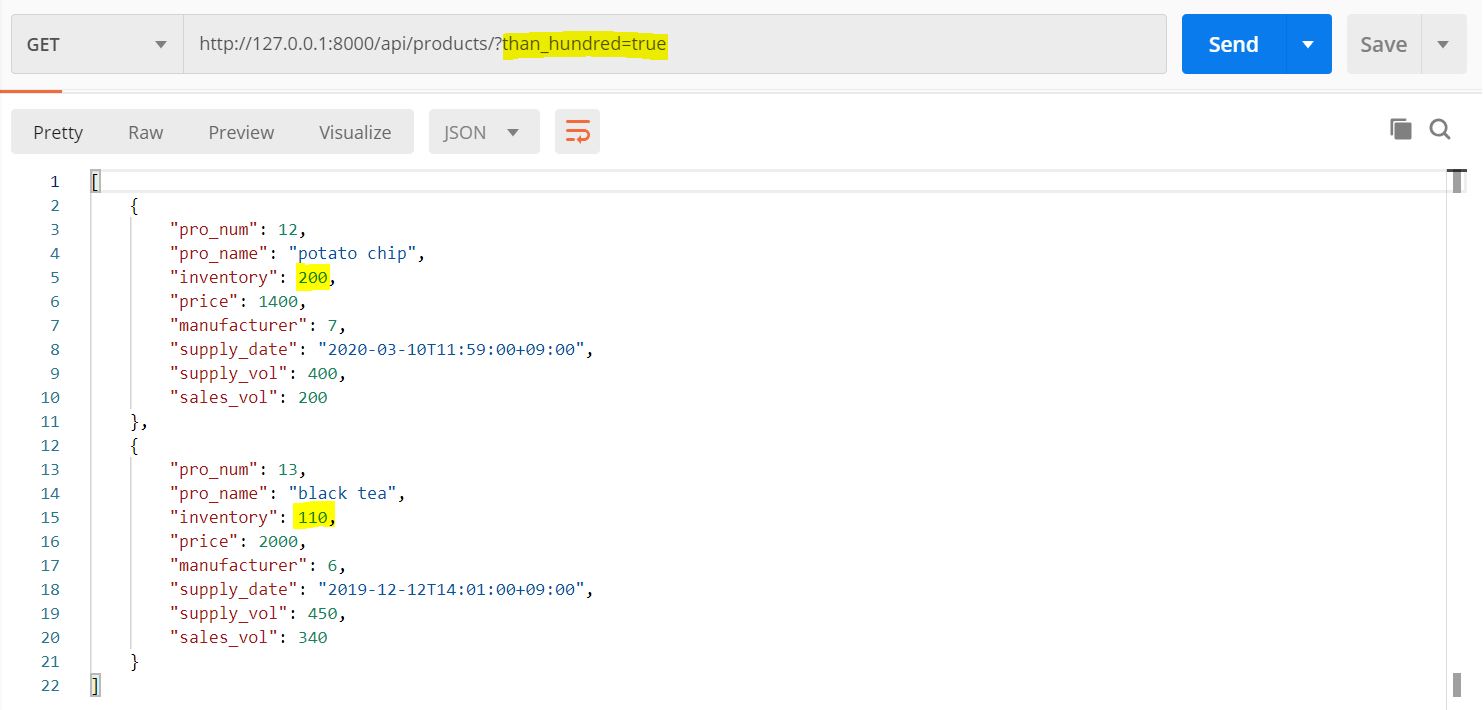 GET http://127.0.0.1:8000/api/products/?than_hundred=true Send Save
Pretty Raw Preview Visualize JSON
1 [
2 {
3 "pro_num": 12,
4 "pro_name": "potato chip",
5 "inventory": 200,
6 "price": 1400,
7 "manufacturer": 7,
8 "supply_date": "2020-03-10T11:59:00+09:00",
9 "supply_vol": 400,
10 "sales_vol": 200
11 },
12 {
13 "pro_num": 13,
14 "pro_name": "black tea",
15 "inventory": 110,
16 "price": 2000,
17 "manufacturer": 6,
18 "supply_date": "2019-12-12T14:01:00+09:00",
19 "supply_vol": 450,
20 "sales_vol": 340
21 }
22 ]